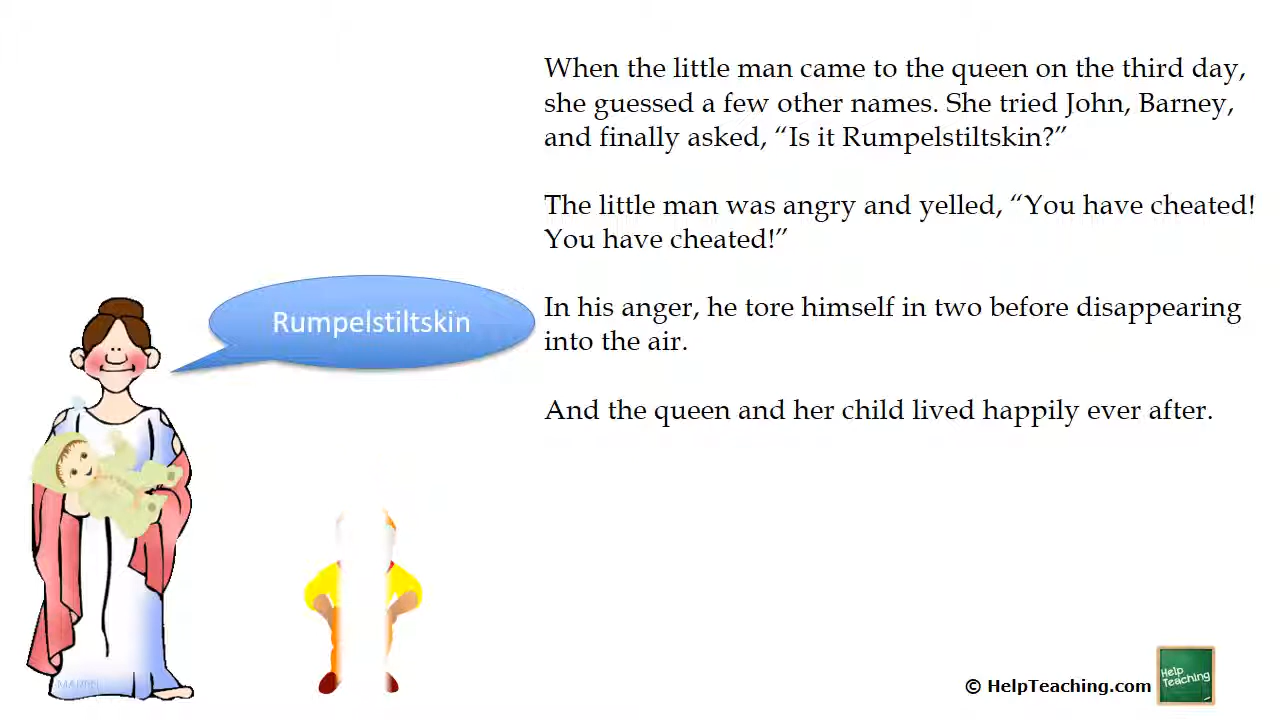 When the little man came to the queen on the third day,
she guessed a few other names. She tried John, Barney,
and finally asked, “Is it Rumpelstiltskin?”
The little man was angry and yelled, “You have cheated!
You have cheated!”
In his anger, he tore himself in two before disappearing
into the air.
And the queen and her child lived happily ever after.
Rumpelstiltskin
© HelpTeaching.com
Help
Teaching